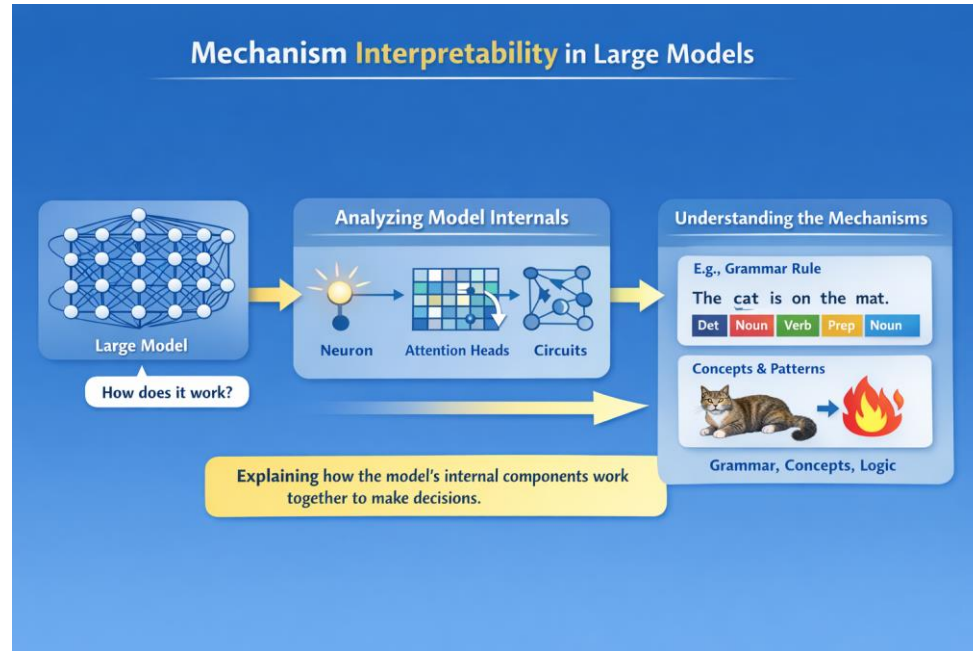 Mechanism Interpretability in Large Models
Large Model
How does it work?
Analyzing Model Internals
Neuron
Attention Heads
Circuits
Understanding the Mechanisms
E.g., Grammar Rule
The cat is on the mat.
Det Noun Verb Prep Noun
Concepts & Patterns
Grammar, Concepts, Logic
Explaining how the model's internal components work
together to make decisions.